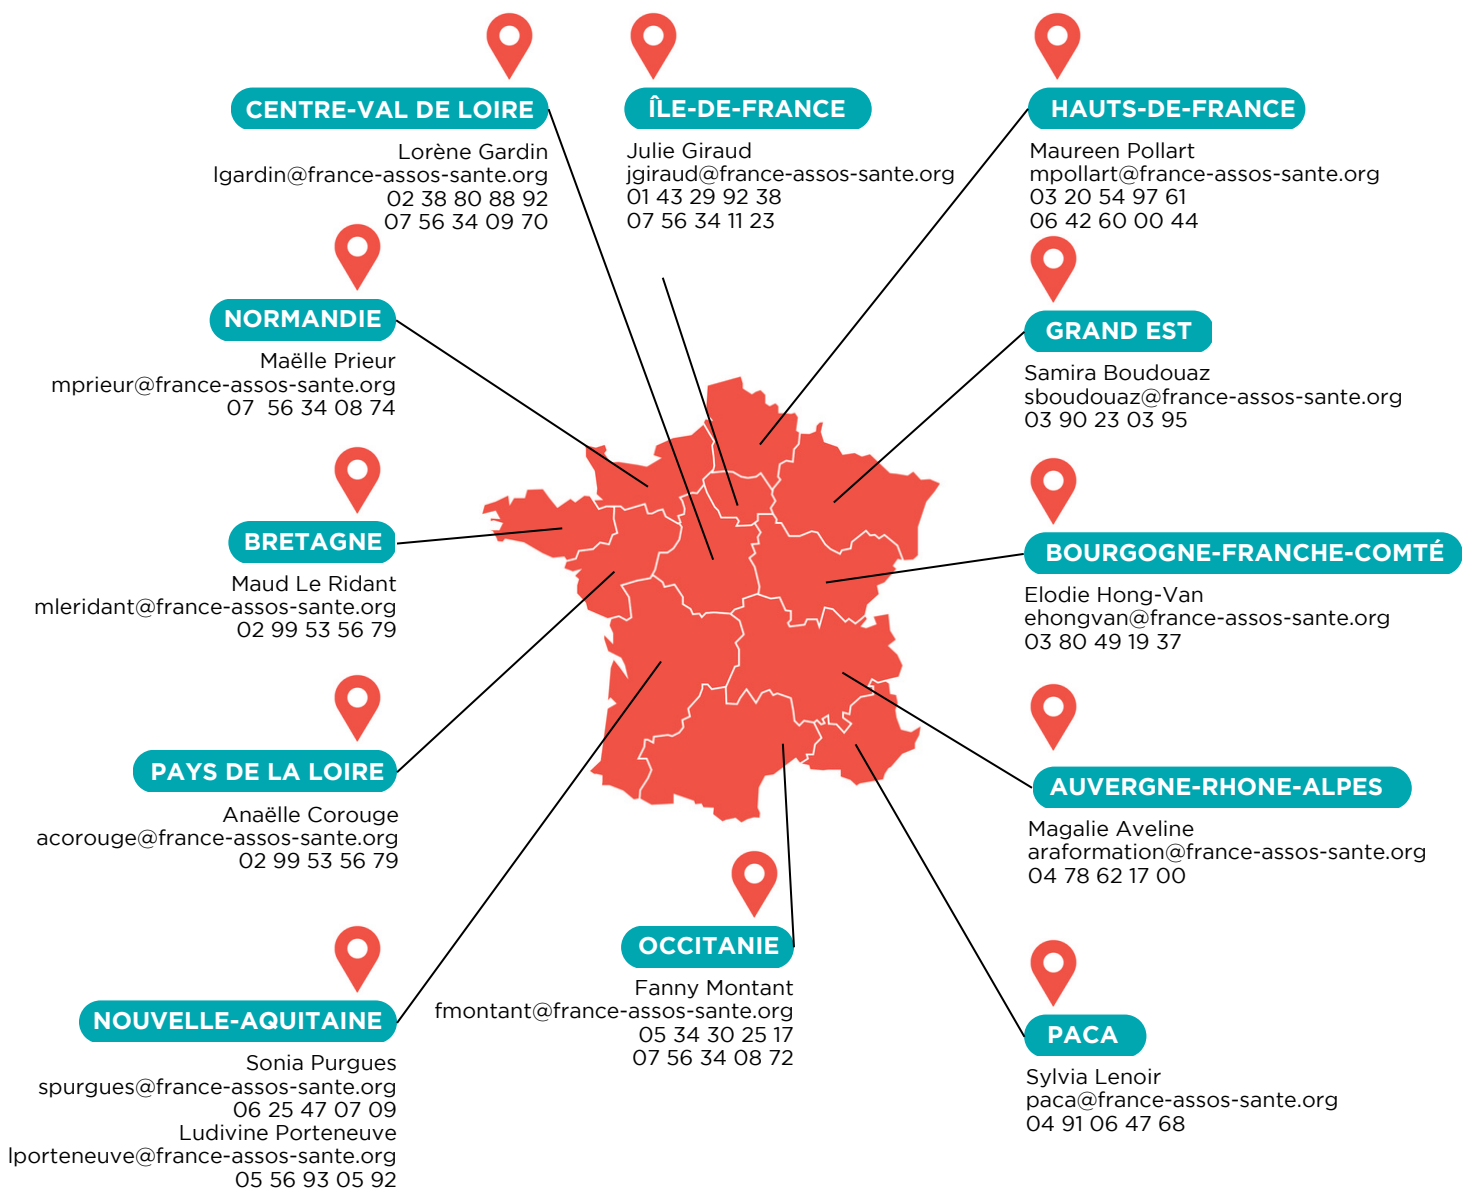 CENTRE-VAL DE LOIRE
Lorène Gardin
lgardin@france-assos-sante.org
02 38 80 88 92
07 56 34 09 70
ÎLE-DE-FRANCE
Julie Giraud
jgiraud@france-assos-sante.org
01 43 29 92 38
07 56 34 11 23
HAUTS-DE-FRANCE
Maureen Pollart
mpollart@france-assos-sante.org
03 20 54 97 61
06 42 60 00 44
NORMANDIE
Maëlle Prieur
mprieur@france-assos-sante.org
07  56 34 08 74
GRAND EST
Samira Boudouaz
sboudouaz@france-assos-sante.org
03 90 23 03 95
BRETAGNE
Maud Le Ridant
mleridant@france-assos-sante.org
02 99 53 56 79
BOURGOGNE-FRANCHE-COMTÉ
Elodie Hong-Van
ehongvan@france-assos-sante.org
03 80 49 19 37
PAYS DE LA LOIRE
Anaëlle Corouge
acorouge@france-assos-sante.org
02 99 53 56 79
AUVERGNE-RHONE-ALPES
Magalie Aveline
araformation@france-assos-sante.org
04 78 62 17 00
OCCITANIE
Fanny Montant
fmontant@france-assos-sante.org
05 34 30 25 17
07 56 34 08 72
NOUVELLE-AQUITAINE
Sonia Purgues
spurgues@france-assos-sante.org
06 25 47 07 09
Ludivine Porteneuve
lporteneuve@france-assos-sante.org
05 56 93 05 92
PACA
Sylvia Lenoir
paca@france-assos-sante.org
04 91 06 47 68